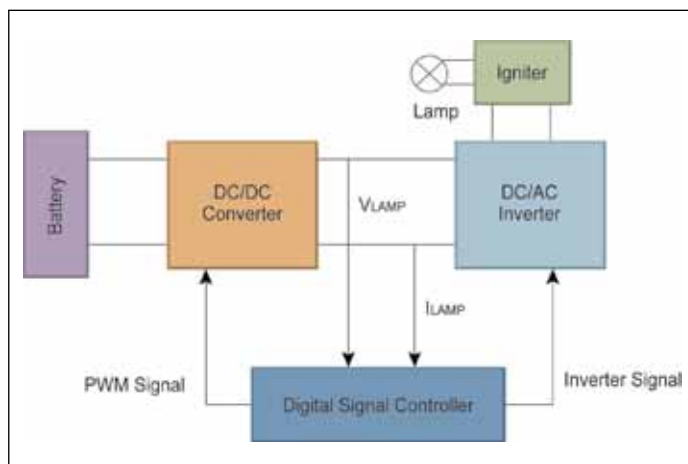 Igniter
Lamp
Battery
DC/DC
Converter
DC/AC
Inverter
VLAMP
ILAMP
PWM Signal
Inverter Signal
Digital Signal Controller